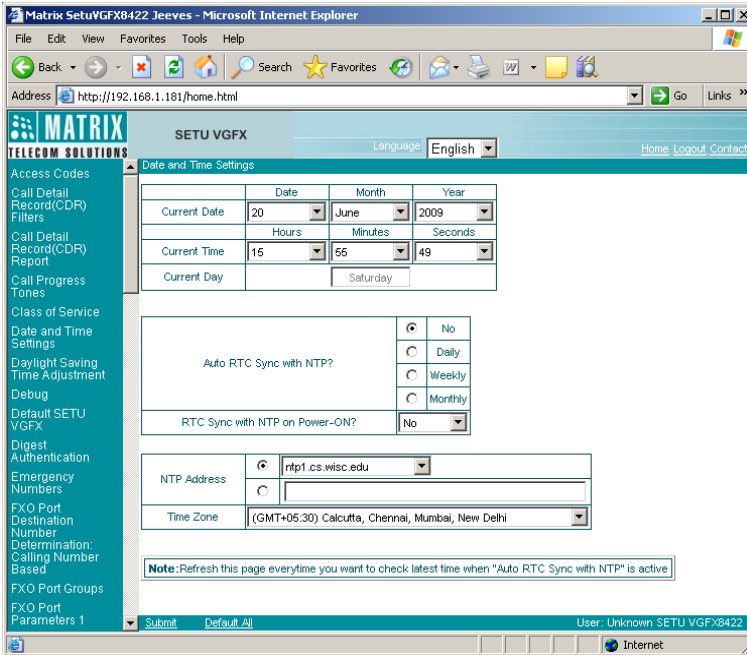 Matrix SetuVGFX8422 Jeeves - Microsoft Internet Explorer
File Edit View Favorites Tools Help
Back Search Favorites
Address http://192.168.1.181/home.html Go Links »
MATRIX
TELECOM SOLUTIONS
SETU VGFX
Language English
Home Logout Contact
Access Codes
Call Detail
Record(CDR)
Filters
Call Detail
Record(CDR)
Report
Call Progress
Tones
Class of Service
Date and Time
Settings
Daylight Saving
Time Adjustment
Debug
Default SETU
VGFX
Digest
Authentication
Emergency
Numbers
FXO Port
Destination
Number
Determination:
Calling Number
Based
FXO Port Groups
FXO Port
Parameters 1
Date and Time Settings
Date Month Year
Current Date 20 June 2009
Hours Minutes Seconds
Current Time 15 55 49
Current Day Saturday
Auto RTC Sync with NTP?
No
Daily
Weekly
Monthly
RTC Sync with NTP on Power-ON? No
NTP Address ntp1.cs.wisc.edu
Time Zone (GMT+05:30) Calcutta, Chennai, Mumbai, New Delhi
Note:Refresh this page everytime you want to check latest time when "Auto RTC Sync with NTP" is active
Submit Default All User: Unknown SETU VGFX8422
Internet